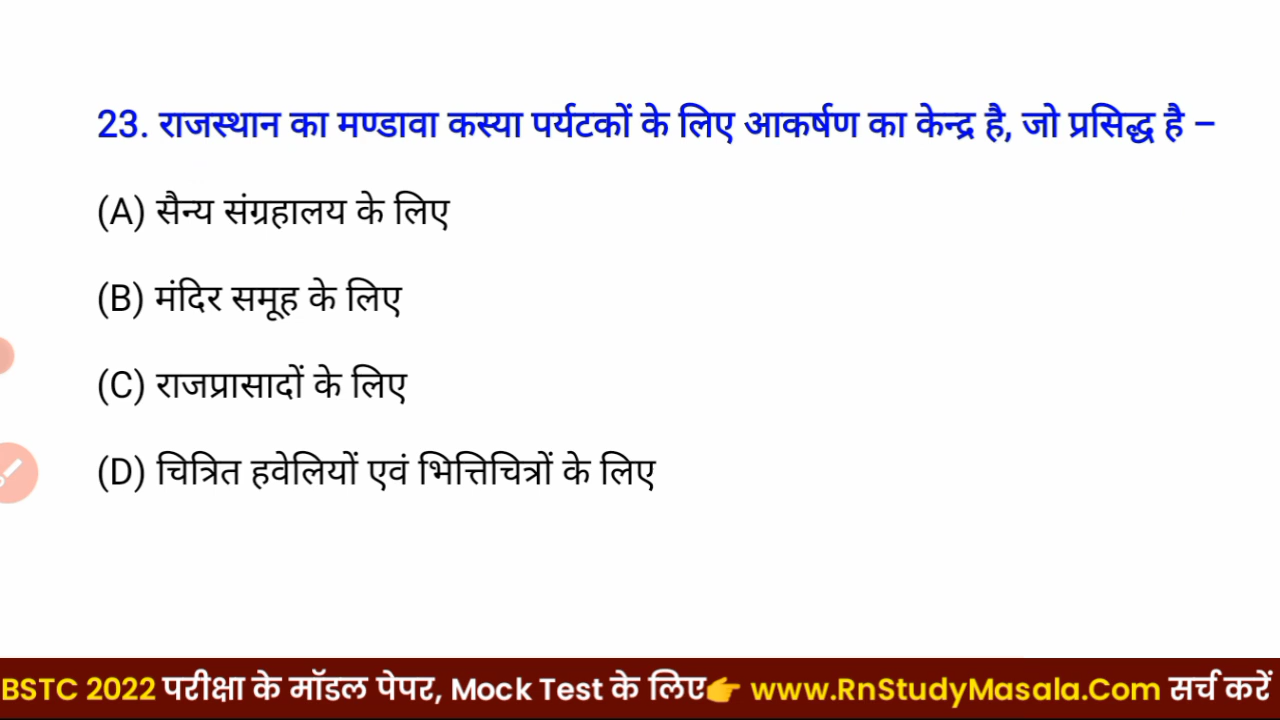 23. राजस्थान का मण्डावा कस्या पर्यटकों के लिए आकर्षण का केन्द्र है, जो प्रसिद्ध है –
(A) सैन्य संग्रहालय के लिए
(B) मंदिर समूह के लिए
(C) राजप्रासादों के लिए
(D) चित्रित हवेलियों एवं भित्तिचित्रों के लिए
BSTC 2022 परीक्षा के मॉडल पेपर, Mock Test के लिए👉 www.RnStudyMasala.Com सर्च करें